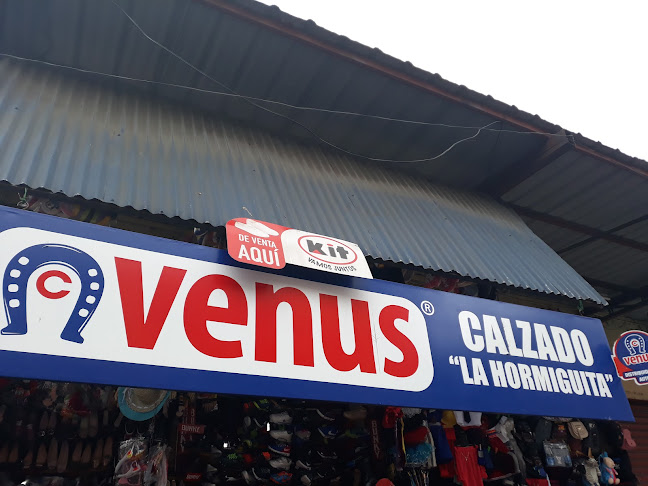 DE VENTA
AQUÍ
Kit
VAMOS JUNTOS
C
venus®
CALZADO
"LA HORMIGUITA"
C
venus